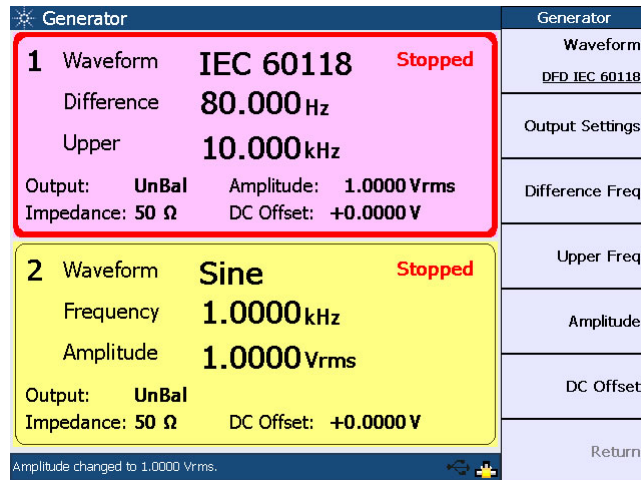 Generator
1 Waveform IEC 60118 Stopped
Difference 80.000 Hz
Upper 10.000 kHz
Output: UnBal Amplitude: 1.0000 Vrms
Impedance: 50 Ω DC Offset: +0.0000 V
2 Waveform Sine Stopped
Frequency 1.0000 kHz
Amplitude 1.0000 Vrms
Output: UnBal
Impedance: 50 Ω DC Offset: +0.0000 V
Amplitude changed to 1.0000 Vrms.
Generator
Waveform
DFD IEC 60118
Output Settings
Difference Freq
Upper Freq
Amplitude
DC Offset
Return